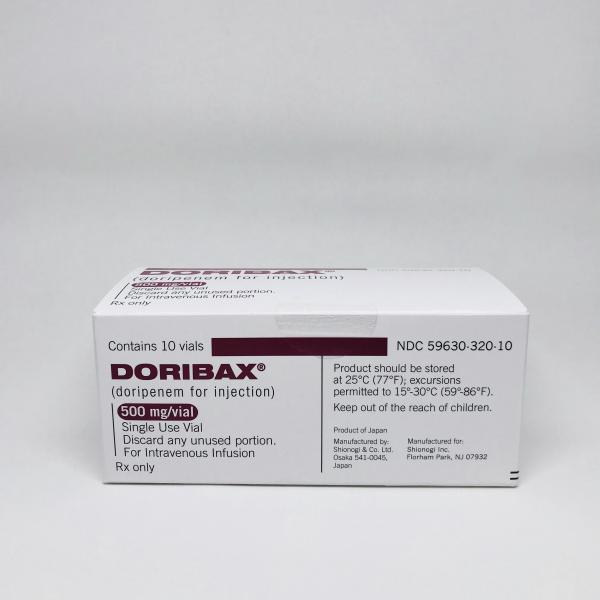 DORIBAX®
(doripenem for injection)
500 mg/vial
Single Use Vial
Discard any unused portion.
For Intravenous Infusion
Rx only
Contains 10 vials
NDC 59630-320-10
DORIBAX®
(doripenem for injection)
500 mg/vial
Single Use Vial
Discard any unused portion.
For Intravenous Infusion
Rx only
Product should be stored
at 25°C (77°F); excursions
permitted to 15°-30°C (59°-86°F).
Keep out of the reach of children.
Product of Japan
Manufactured by:
Shionogi & Co. Ltd.
Osaka 541-0045,
Japan
Manufactured for:
Shionogi Inc.
Florham Park, NJ 07932